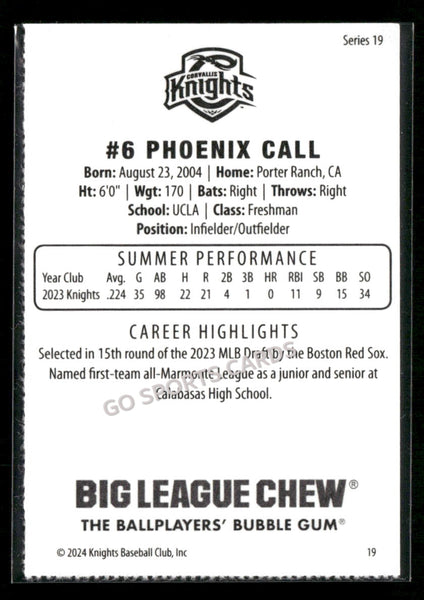 Series 19
CORVALLIS
Knights
#6 PHOENIX CALL
Born: August 23, 2004 | Home: Porter Ranch, CA
Ht: 6'0" | Wgt: 170 | Bats: Right | Throws: Right
School: UCLA | Class: Freshman
Position: Infielder/Outfielder
SUMMER PERFORMANCE
Year Club Avg. G AB H R 2B 3B HR RBI SB BB SO
2023 Knights .224 35 98 22 21 4 1 0 11 9 15 34
CAREER HIGHLIGHTS
Selected in 15th round of the 2023 MLB Draft by the Boston Red Sox.
Named first-team all-Marmonte League as a junior and senior at
Calabasas High School.
GO SPORTS CARDS
BIG LEAGUE CHEW®
THE BALLPLAYERS' BUBBLE GUM®
© 2024 Knights Baseball Club, Inc 19